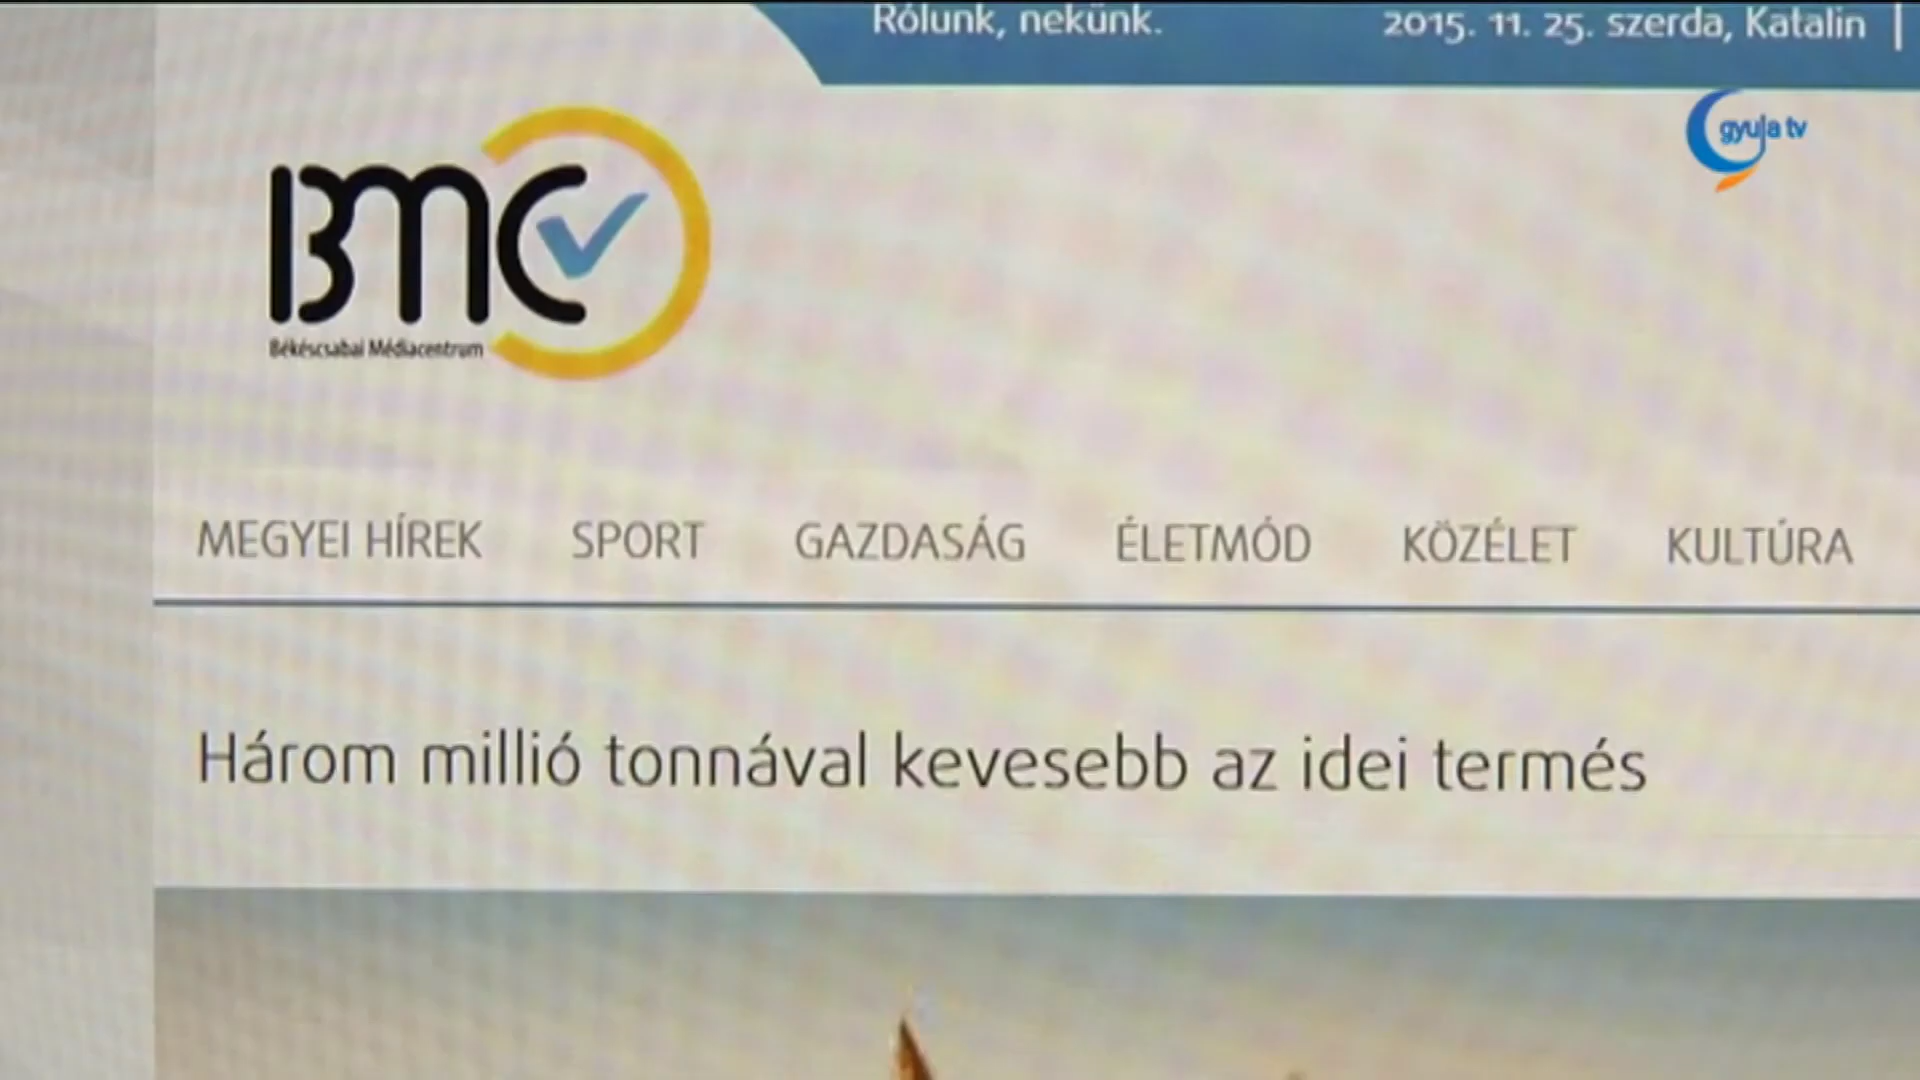 Rólunk, nekünk.
2015. 11. 25. szerda, Katalin |
gyula tv
BMC
Békéscsabai Médiacentrum
MEGYEI HÍREK SPORT GAZDASÁG ÉLETMÓD KÖZÉLET KULTÚRA
Három millió tonnával kevesebb az idei termés